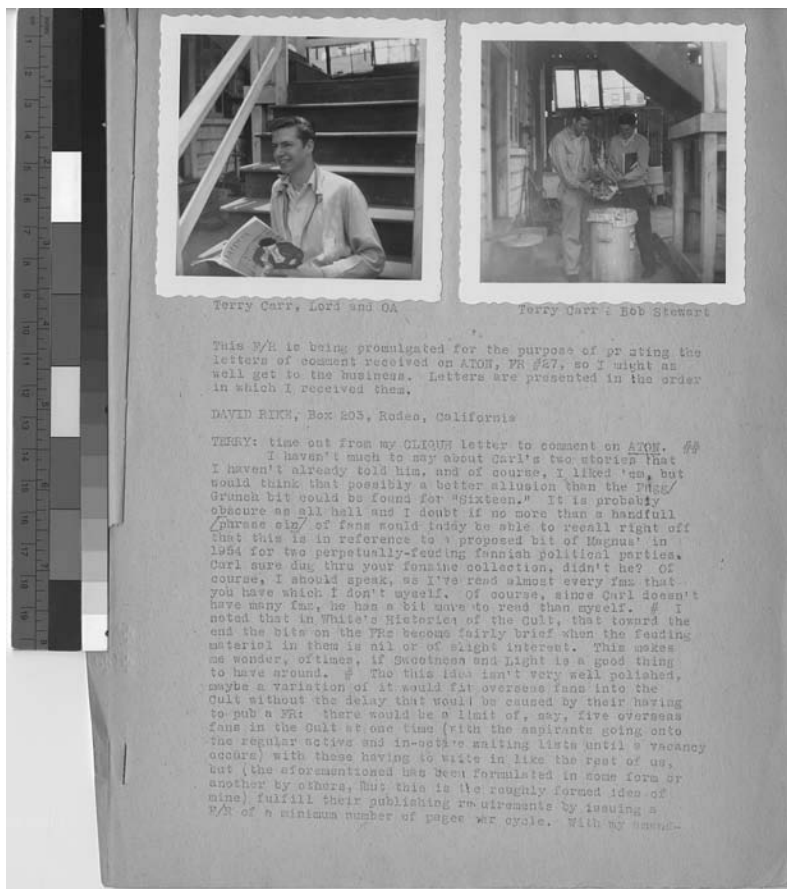 Terry Carr, Lord and OA
Terry Carr & Bob Stewart
This F/R is being promulgated for the purpose of printing the
letters of comment received on ATON, FR #27, so I might as
well get to the business.  Letters are presented in the order
in which I received them.
DAVID RIKE, Box 203, Rodeo, California
TERRY: time out from my CLIQUE letter to comment on ATON.  ##
I haven't much to say about Carl's two stories that
I haven't already told him, and of course, I liked 'em, but
would think that possibly a better allusion than the
Grunch bit could be found for "Sixteen."  It is probably
obscure as all hell and I doubt if no more than a handfull
/phrase six/ of fans would be able to recall right off
that this is in reference to a proposed bit of Magnus' in
1954 for two perpetually-feuding fannish political parties.
Carl sure dug thru your fanzine collection, didn't he?  Of
course, I should speak, as I've read almost every fmz that
you have which I don't myself.  Of course, since Carl doesn't
have many fmz, he has a bit more to read than myself.  # I
noted that in White's Histories of the Cult, that toward the
end the bits on the FRs become fairly brief when the feuding
material in them is nil or of slight interest.  This makes
me wonder, oftimes, if Sweetness and Light is a good thing
to have around.  # Tho this idea isn't very well polished,
maybe a variation of it would fit overseas fans into the
Cult without the delay that would be caused by their having
to pub a FR:  there would be a limit of, say, five overseas
fans in the Cult at one time (with the aspirants going onto
the regular active and in-active waiting lists until a vacancy
occurs) with these having to write in like the rest of us,
but (the aforementioned has been formulated in some form or
another by others, but this is the roughly formed idea of
mine) fulfill their publishing requirements by issuing a
F/R of a minimum number of pages per cycle.  With my amend-